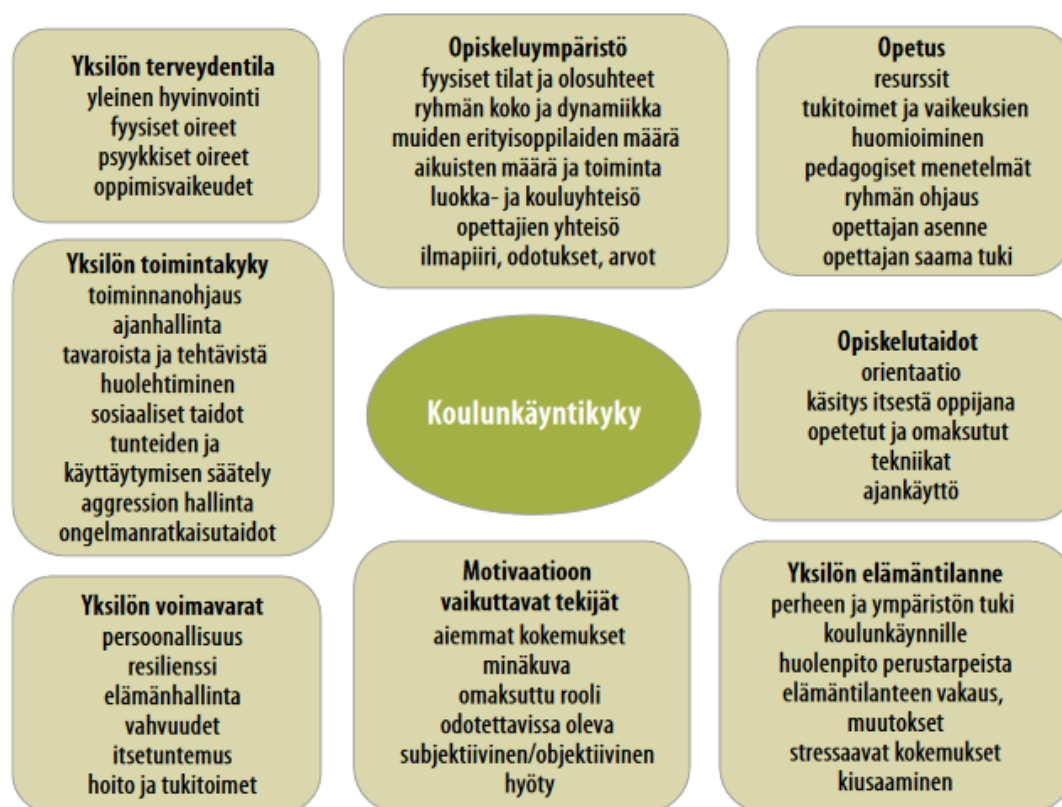 Yksilön terveydentila
yleinen hyvinvointi
fyysiset oireet
psyykkiset oireet
oppimisvaikeudet
Opiskeluympäristö
fyysiset tilat ja olosuhteet
ryhmän koko ja dynamiikka
muiden erityisoppilaiden määrä
aikuisten määrä ja toiminta
luokka- ja kouluyhteisö
opettajien yhteisö
ilmapiiri, odotukset, arvot
Opetus
resurssit
tukitoimet ja vaikeuksien
huomioiminen
pedagogiset menetelmät
ryhmän ohjaus
opettajan asenne
opettajan saama tuki
Yksilön toimintakyky
toiminnanohjaus
ajanhallinta
tavaroista ja tehtävistä
huolehtiminen
sosiaaliset taidot
tunteiden ja
käyttäytymisen säätely
aggression hallinta
ongelmanratkaisutaidot
Koulunkäyntikyky
Opiskelutaidot
orientaatio
käsitys itsestä oppijana
opetetut ja omaksutut
tekniikat
ajankäyttö
Yksilön voimavarat
persoonallisuus
resilienssi
elämänhallinta
vahvuudet
itsetuntemus
hoito ja tukitoimet
Motivaatioon
vaikuttavat tekijät
aiemmat kokemukset
minäkuva
omaksuttu rooli
odotettavissa oleva
subjektiivinen/objektiivinen
hyöty
Yksilön elämäntilanne
perheen ja ympäristön tuki
koulunkäynnille
huolenpito perustarpeista
elämäntilanteen vakaus,
muutokset
stressaavat kokemukset
kiusaaminen